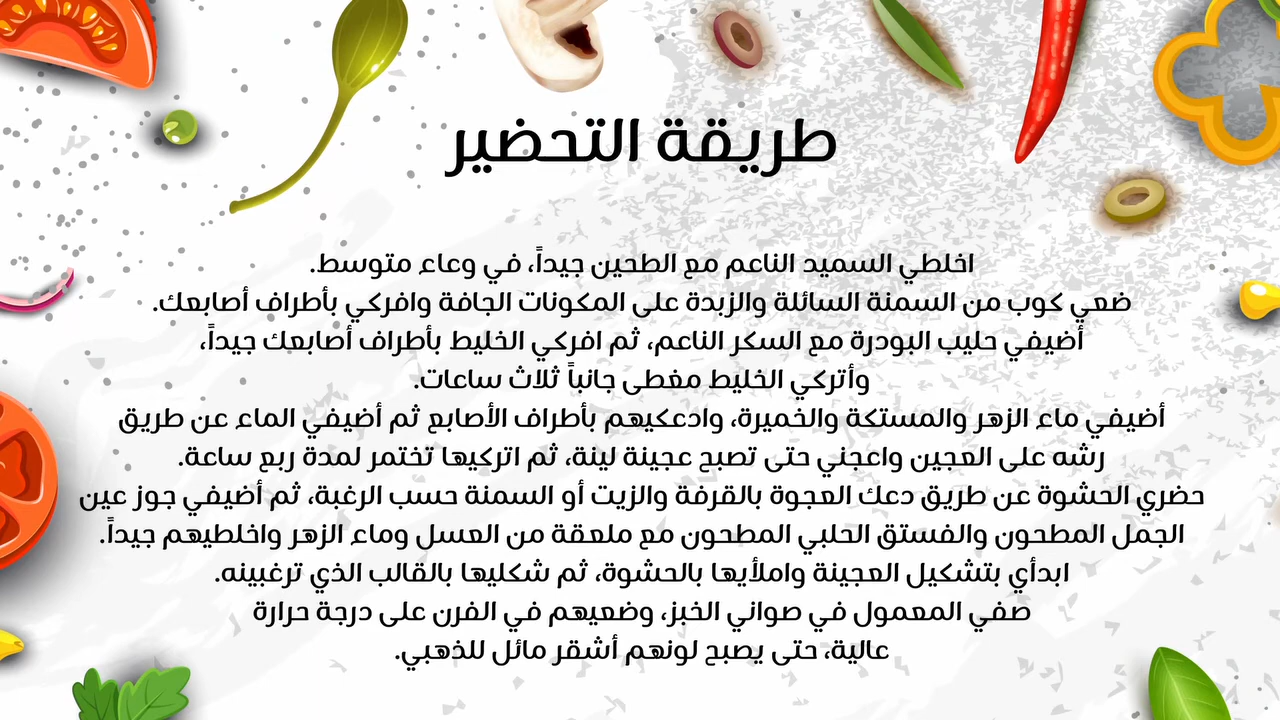 طريقة التحضير
اخلطي السميد الناعم مع الطحين جيداً، في وعاء متوسط.
ضعي كوب من السمنة السائلة والزبدة على المكونات الجافة وافركي بأطراف أصابعك.
أضيفي حليب البودرة مع السكر الناعم، ثم افركي الخليط بأطراف أصابعك جيداً،
وأتركي الخليط مغطى جانباً ثلاث ساعات.
أضيفي ماء الزهر والمستكة والخميرة، وادعكيهم بأطراف الأصابع ثم أضيفي الماء عن طريق
رشه على العجين واعجني حتى تصبح عجينة لينة، ثم اتركيها تختمر لمدة ربع ساعة.
حضري الحشوة عن طريق دعك العجوة بالقرفة والزيت أو السمنة حسب الرغبة، ثم أضيفي جوز عين
الجمل المطحون والفستق الحلبي المطحون مع ملعقة من العسل وماء الزهر واخلطيهم جيداً.
ابدأي بتشكيل العجينة واملأيها بالحشوة، ثم شكليها بالقالب الذي ترغبينه.
صفي المعمول في صواني الخبز، وضعيهم في الفرن على درجة حرارة
عالية، حتى يصبح لونهم أشقر مائل للذهبي.